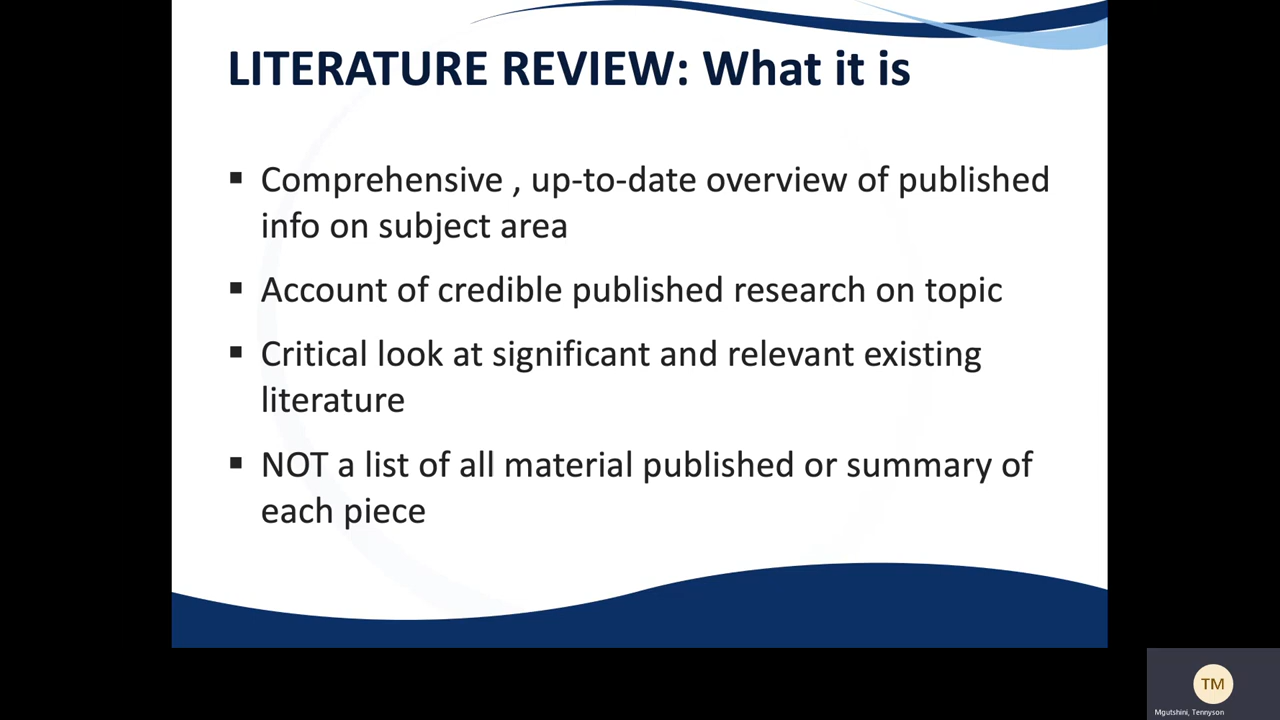 LITERATURE REVIEW: What it is
▪ Comprehensive , up-to-date overview of published
info on subject area
▪ Account of credible published research on topic
▪ Critical look at significant and relevant existing
literature
▪ NOT a list of all material published or summary of
each piece
TM
Mgutshini, Tennyson